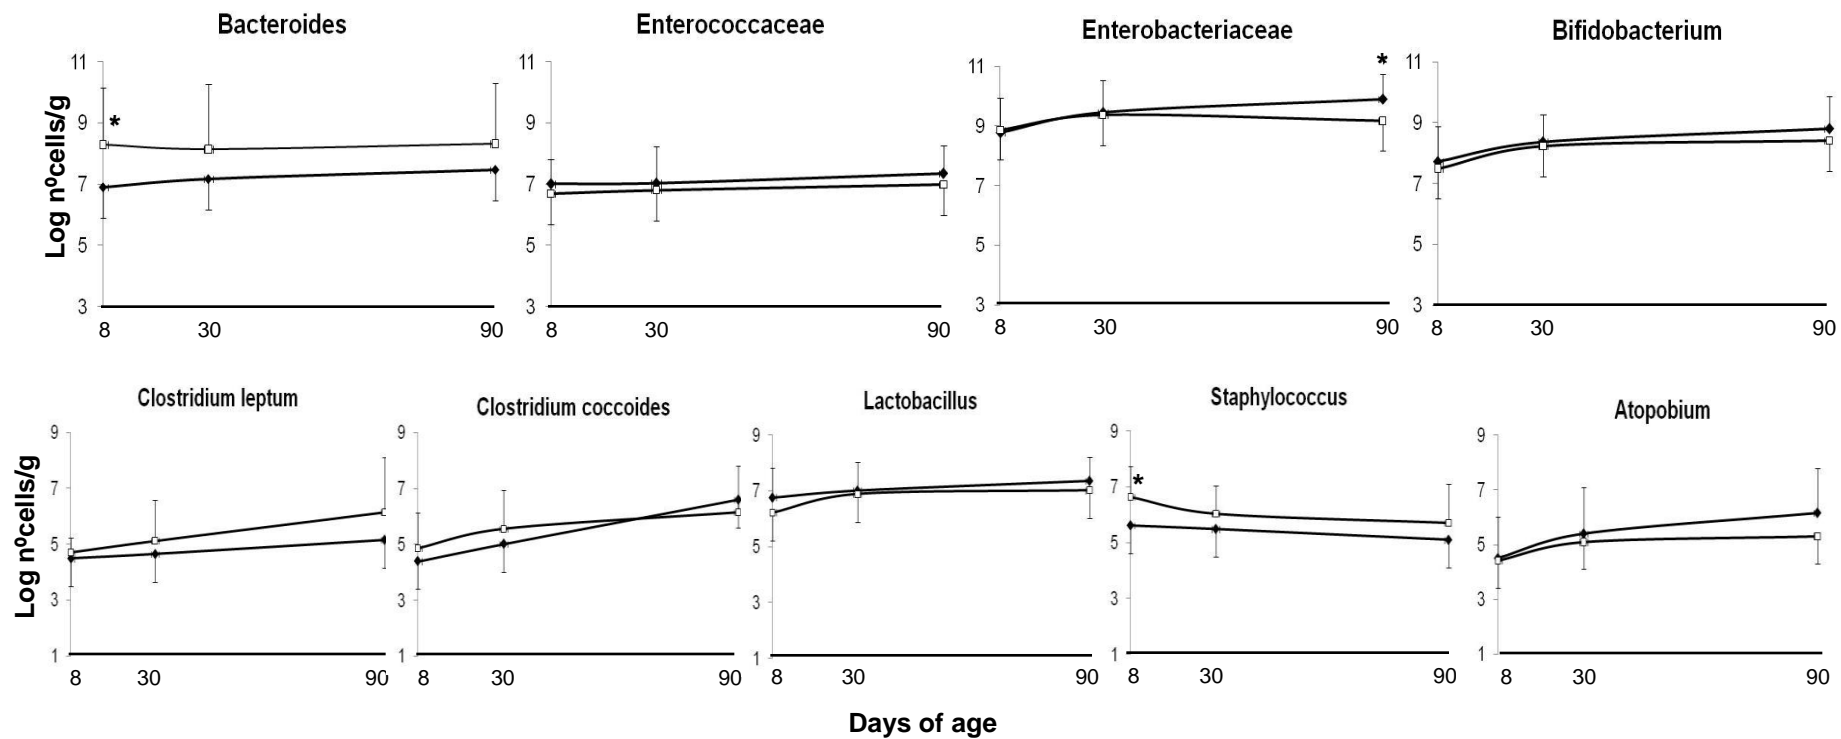 Bacteroides
Enterococcaceae
Enterobacteriaceae
Bifidobacterium
Log nºcells/g
11
9
7
5
3
8 30 90
*
11
9
7
5
3
8 30 90
11
9
7
5
3
8 30 90
*
11
9
7
5
3
8 30 90
Clostridium leptum
Clostridium coccoides
Lactobacillus
Staphylococcus
Atopobium
Log nºcells/g
9
7
5
3
1
8 30 90
9
7
5
3
1
8 30 90
9
7
5
3
1
8 30 90
9
7
5
3
1
8 30 90
*
9
7
5
3
1
8 30 90
Days of age